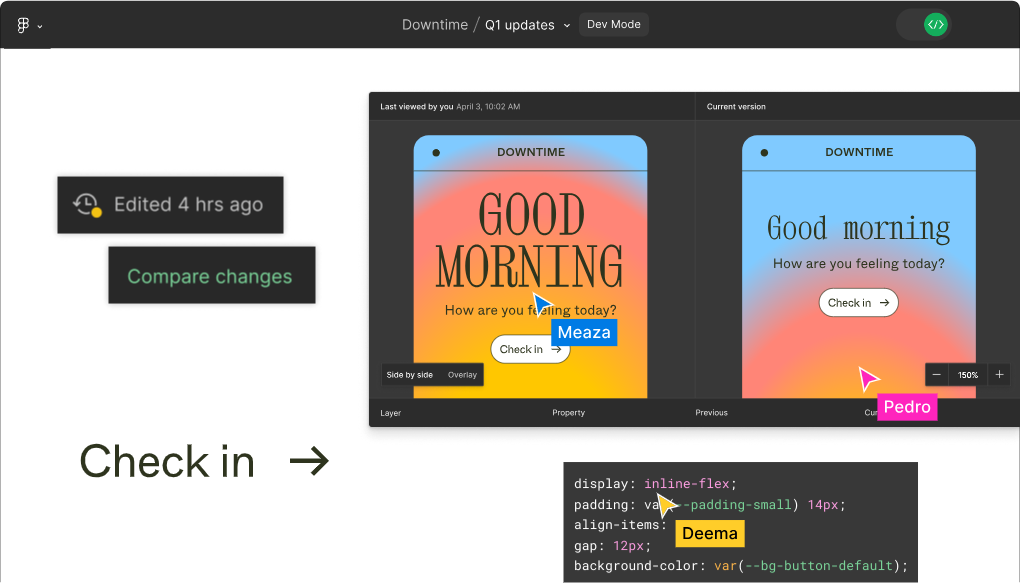 Downtime / Q1 updates
Dev Mode
</>
Last viewed by you April 3, 10:02 AM
Current version
DOWNTIME
GOOD
MORNING
How are you feeling today?
Check in →
Meaza
Side by side Overlay
DOWNTIME
Good morning
How are you feeling today?
Check in →
Pedro
− 150% +
Layer Property Previous
Edited 4 hrs ago
Compare changes
Check in →
display: inline-flex;
padding: (--padding-small) 14px;
align-items:
Deema
gap: 12px;
background-color: var(--bg-button-default);